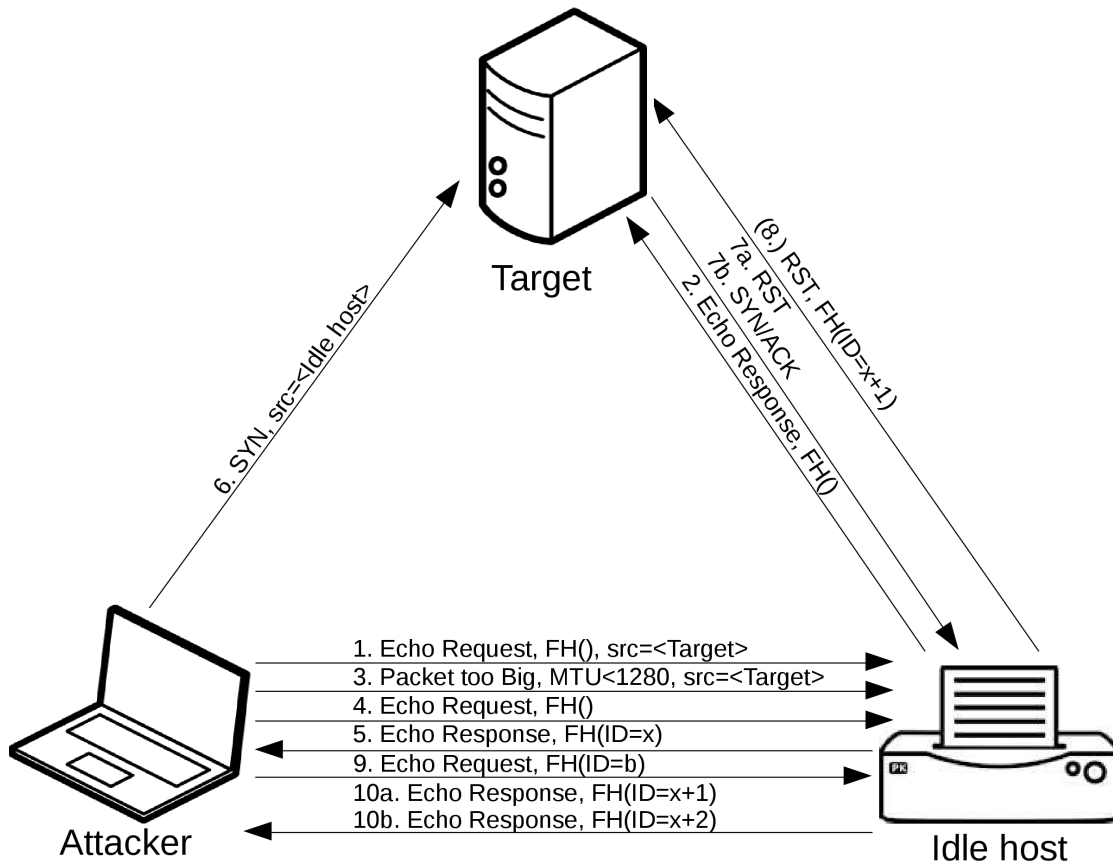 Target
(8.) RST, FH(ID=x+1)
7a. RST
7b. SYN/ACK
2. Echo Response, FH()
6. SYN, src=<Idle host>
1. Echo Request, FH(), src=<Target>
3. Packet too Big, MTU<1280, src=<Target>
4. Echo Request, FH()
5. Echo Response, FH(ID=x)
9. Echo Request, FH(ID=b)
10a. Echo Response, FH(ID=x+1)
10b. Echo Response, FH(ID=x+2)
PK
Attacker
Idle host